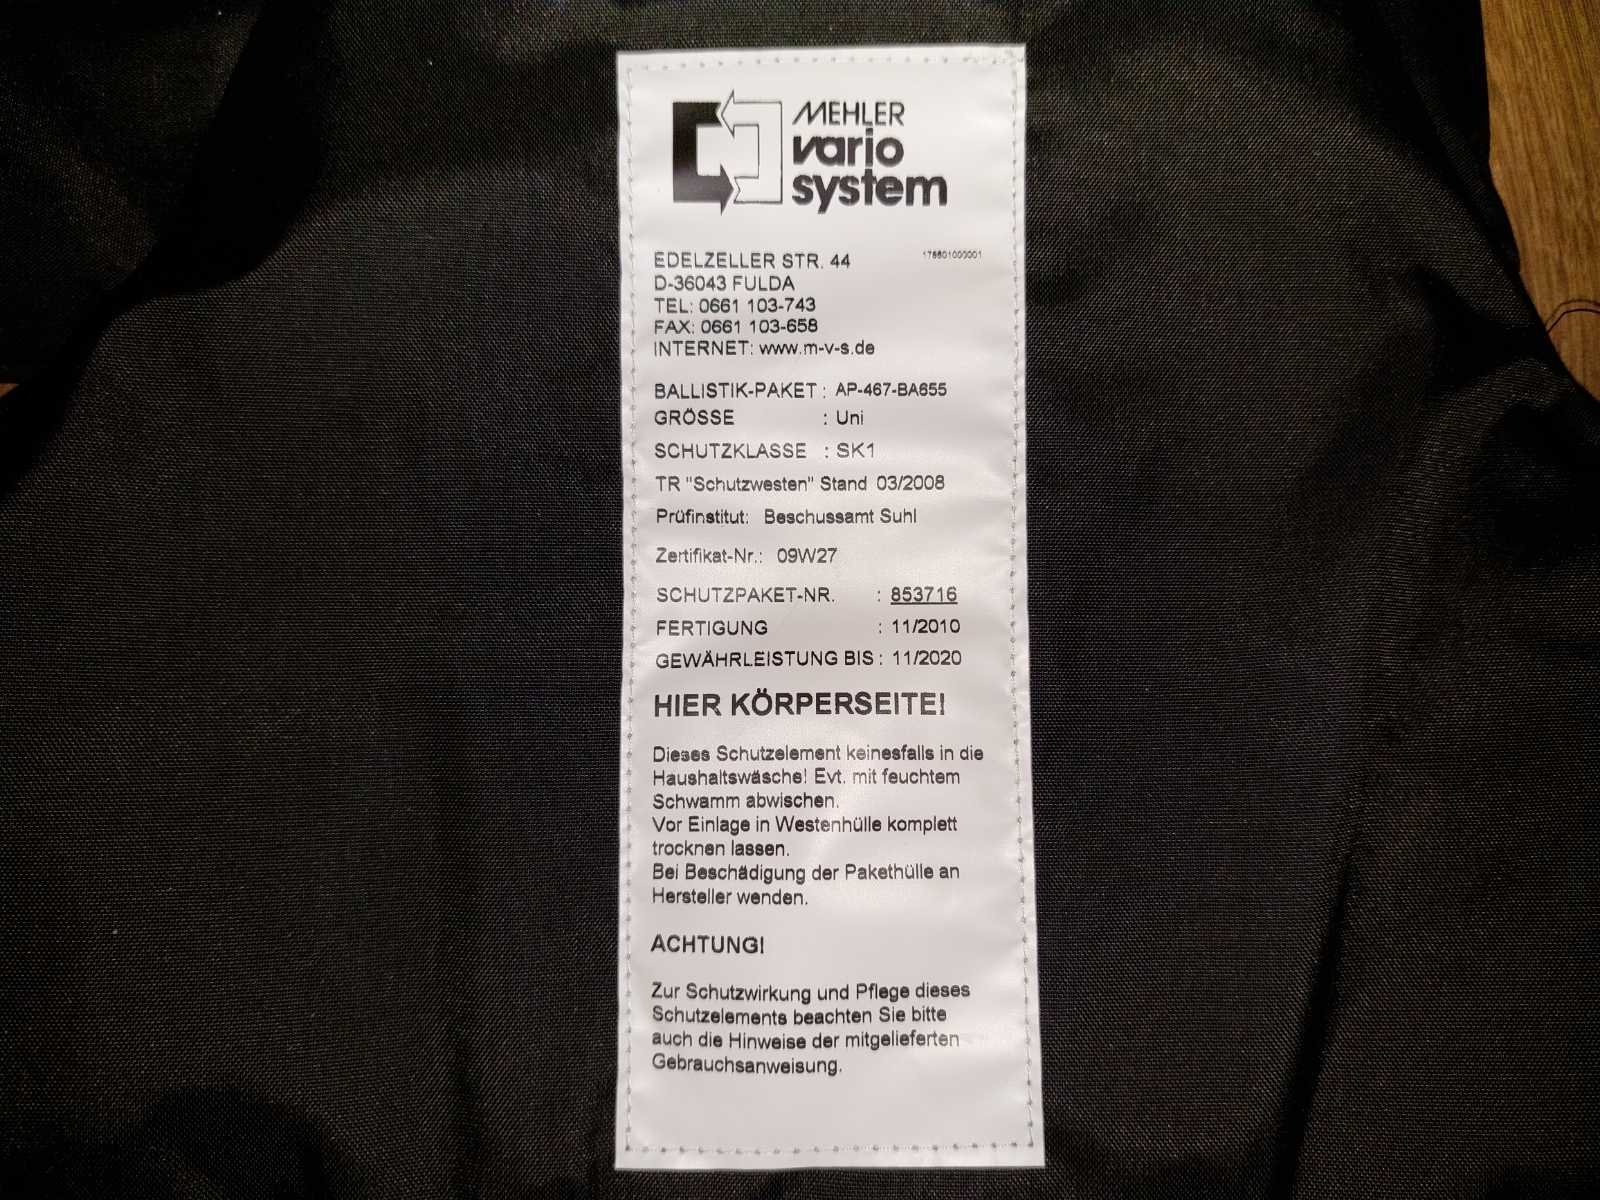 MEHLER
vario
system
EDELZELLER STR. 44
176601000001
D-36043 FULDA
TEL: 0661 103-743
FAX: 0661 103-658
INTERNET: www.m-v-s.de
BALLISTIK-PAKET : AP-467-BA655
GRÖSSE : Uni
SCHUTZKLASSE : SK1
TR "Schutzwesten" Stand 03/2008
Prüfinstitut: Beschussamt Suhl
Zertifikat-Nr.: 09W27
SCHUTZPAKET-NR. : 853716
FERTIGUNG : 11/2010
GEWÄHRLEISTUNG BIS : 11/2020
HIER KÖRPERSEITE!
Dieses Schutzelement keinesfalls in die
Haushaltswäsche! Evt. mit feuchtem
Schwamm abwischen.
Vor Einlage in Westenhülle komplett
trocknen lassen.
Bei Beschädigung der Pakethülle an
Hersteller wenden.
ACHTUNG!
Zur Schutzwirkung und Pflege dieses
Schutzelements beachten Sie bitte
auch die Hinweise der mitgelieferten
Gebrauchsanweisung.